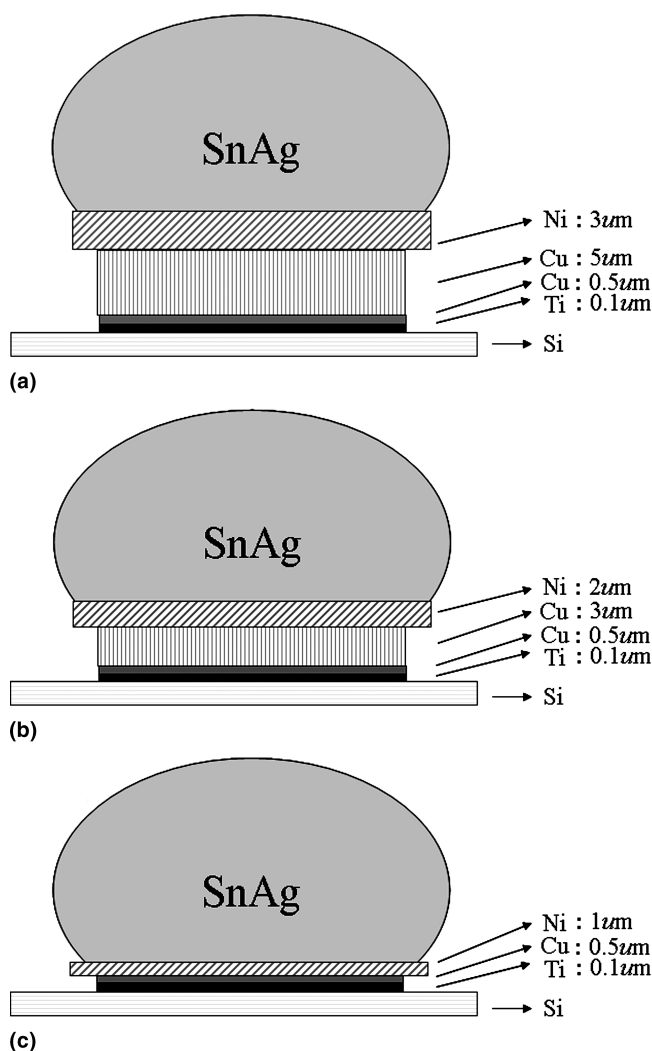 SnAg
Ni : 3um
Cu : 5um
Cu : 0.5um
Ti : 0.1um
Si
(a)
SnAg
Ni : 2um
Cu : 3um
Cu : 0.5um
Ti : 0.1um
Si
(b)
SnAg
Ni : 1um
Cu : 0.5um
Ti : 0.1um
Si
(c)